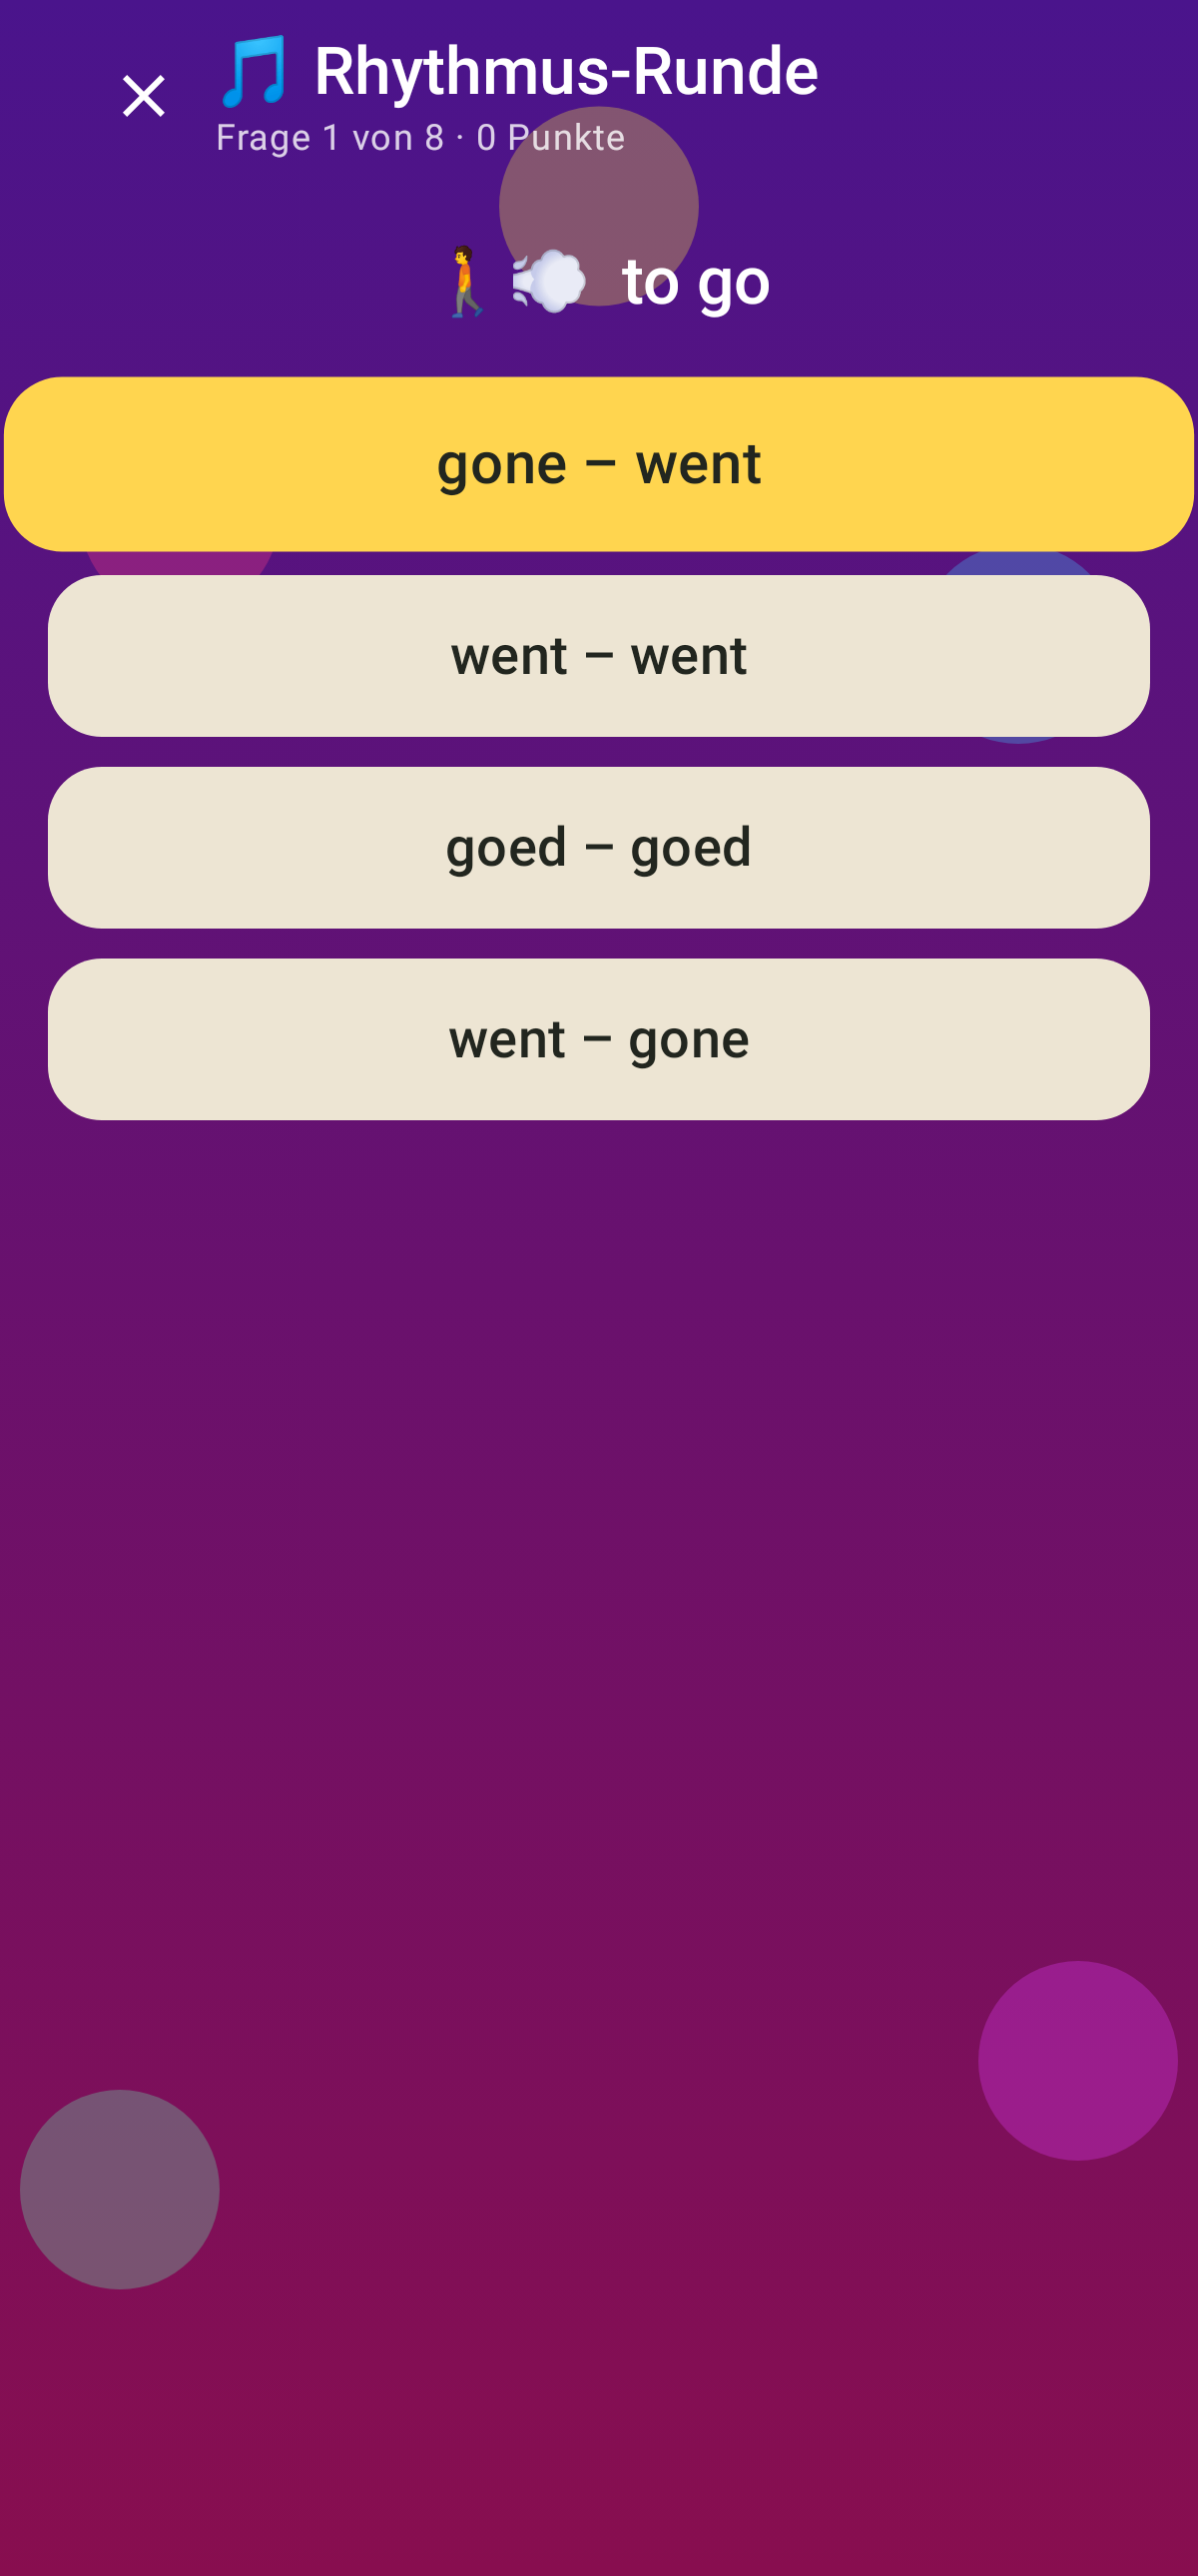 🎵 Rhythmus-Runde
Frage 1 von 8 · 0 Punkte
🚶💨 to go
gone – went
went – went
goed – goed
went – gone